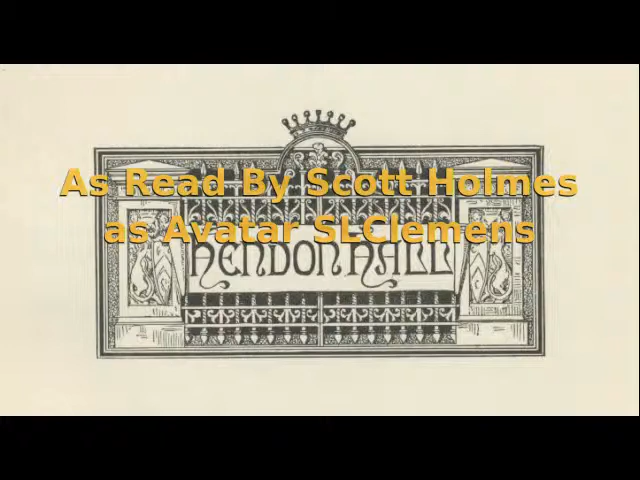 As Read By Scott Holmes
as Avatar SLClemens
HENDON HALL